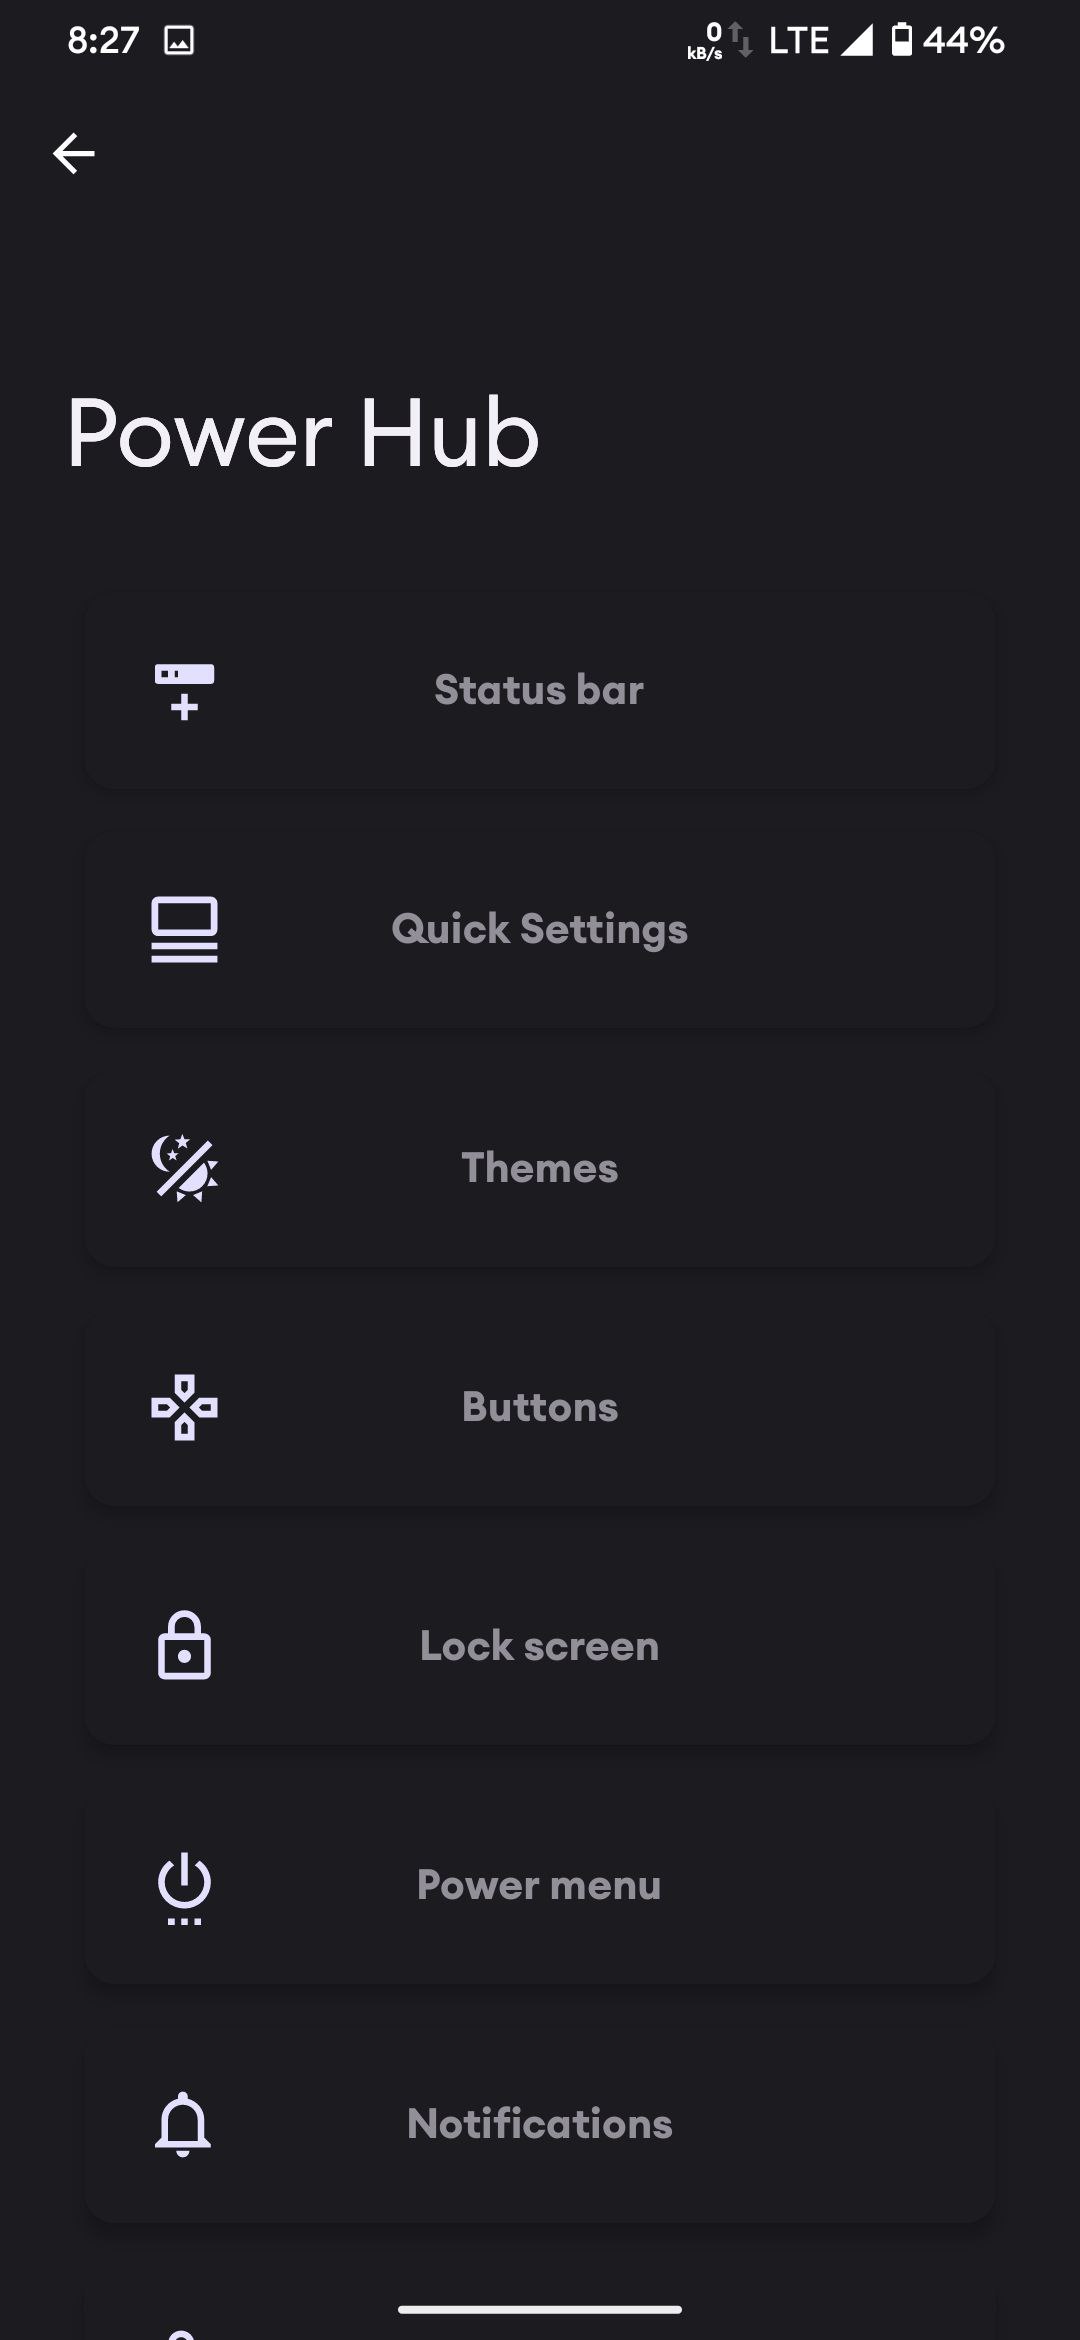 8:27 0 kB/s LTE 44%
Power Hub
Status bar
Quick Settings
Themes
Buttons
Lock screen
Power menu
Notifications